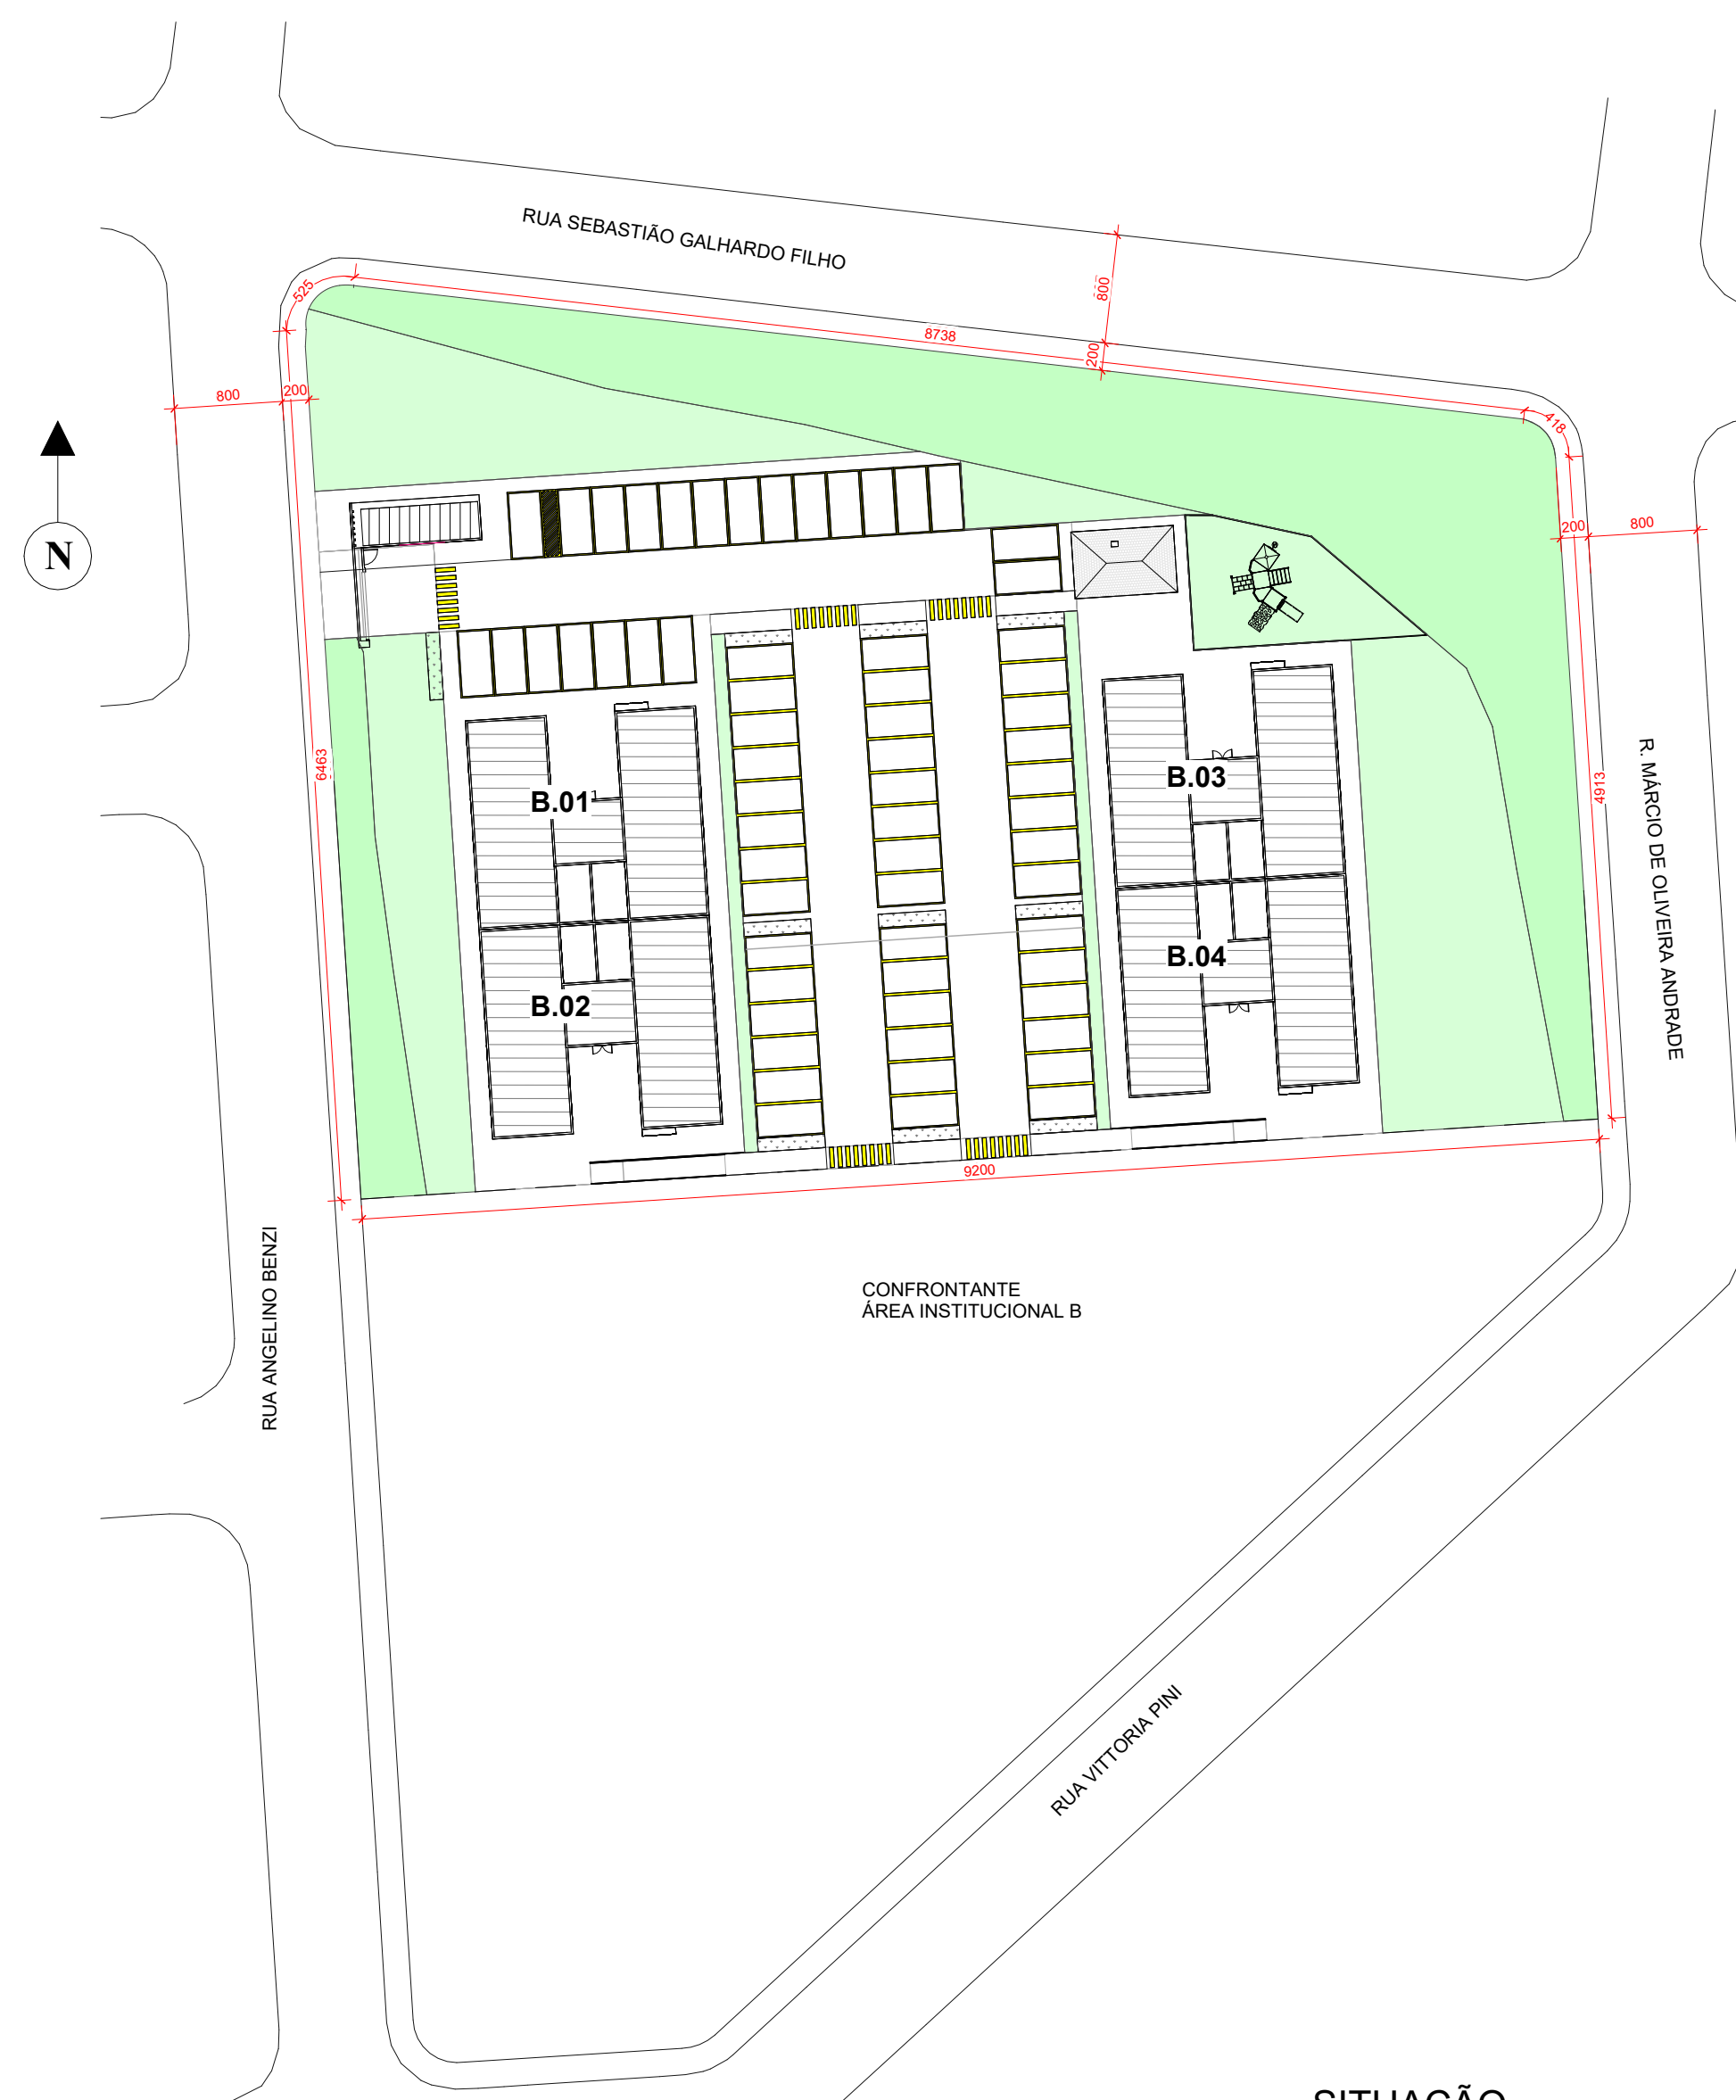 RUA SEBASTIÃO GALHARDO FILHO
800
525
8738
200
800
200
418
200
800
N
B.03
B.01
6463
4913
R. MÁRCIO DE OLIVEIRA ANDRADE
B.04
B.02
9200
RUA ANGELINO BENZI
CONFRONTANTE
ÁREA INSTITUCIONAL B
RUA VITTORIA PINI
SITUAÇÃO